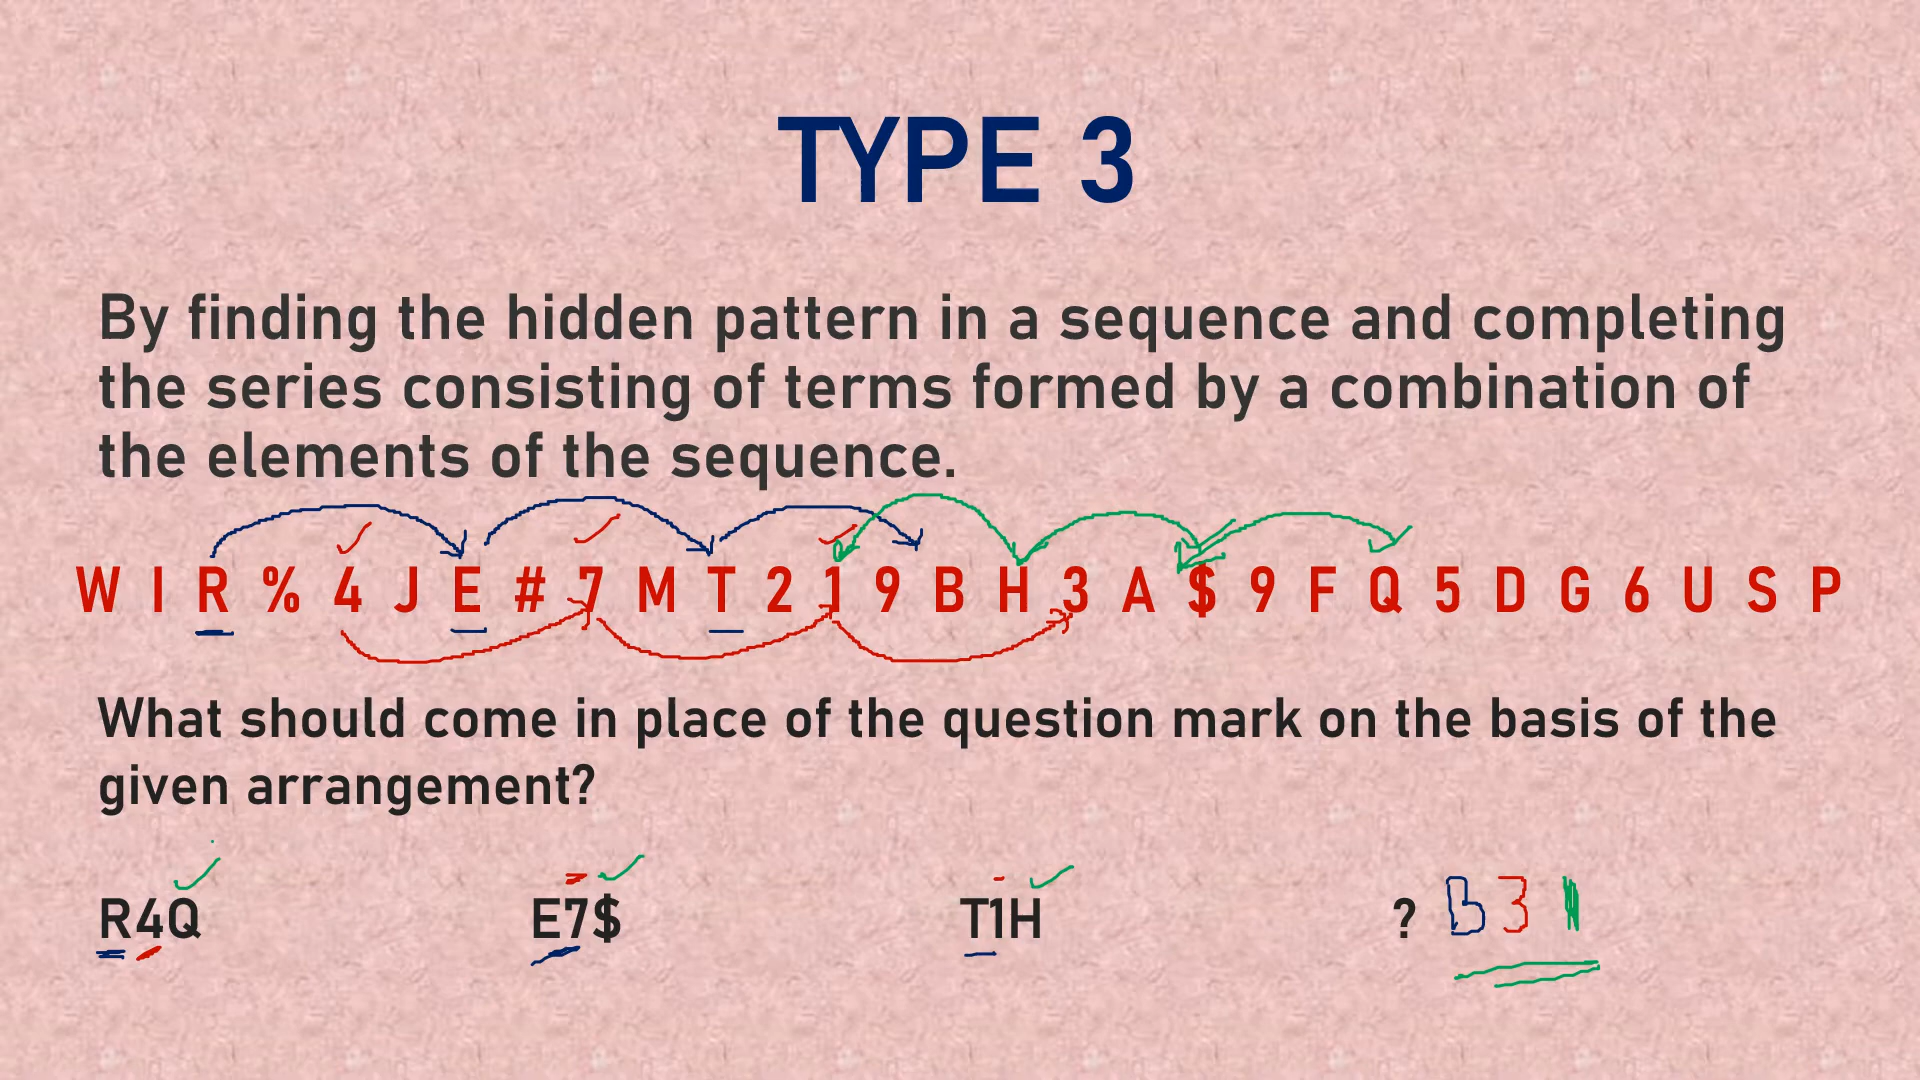 TYPE 3
By finding the hidden pattern in a sequence and completing
the series consisting of terms formed by a combination of
the elements of the sequence.
W I R % 4 J E # 7 M T 2 1 9 B H 3 A $ 9 F Q 5 D G 6 U S P
What should come in place of the question mark on the basis of the
given arrangement?
R4Q E7$ T1H ? B 3